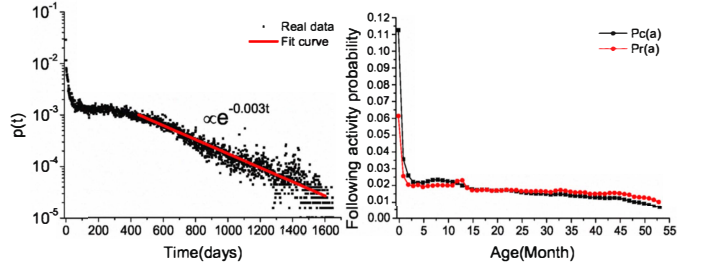 10^-1
10^-2
10^-3
10^-4
10^-5
p(t)
Real data
Fit curve
∝e^-0.003t
0 200 400 600 800 1000 1200 1400 1600
Time(days)
0.12
0.11
0.10
0.09
0.08
0.07
0.06
0.05
0.04
0.03
0.02
0.01
0.00
Following activity probability
Pc(a)
Pr(a)
0 5 10 15 20 25 30 35 40 45 50 55
Age(Month)